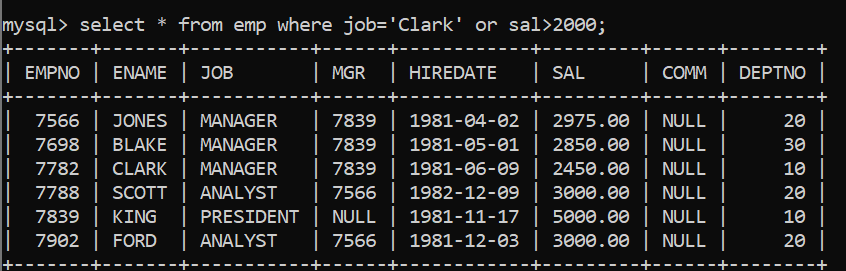 mysql> select * from emp where job='Clark' or sal>2000;
+-------+-------+-----------+------+------------+---------+------+--------+
| EMPNO | ENAME | JOB       | MGR  | HIREDATE   | SAL     | COMM | DEPTNO |
+-------+-------+-----------+------+------------+---------+------+--------+
|  7566 | JONES | MANAGER   | 7839 | 1981-04-02 | 2975.00 | NULL |     20 |
|  7698 | BLAKE | MANAGER   | 7839 | 1981-05-01 | 2850.00 | NULL |     30 |
|  7782 | CLARK | MANAGER   | 7839 | 1981-06-09 | 2450.00 | NULL |     10 |
|  7788 | SCOTT | ANALYST   | 7566 | 1982-12-09 | 3000.00 | NULL |     20 |
|  7839 | KING  | PRESIDENT | NULL | 1981-11-17 | 5000.00 | NULL |     10 |
|  7902 | FORD  | ANALYST   | 7566 | 1981-12-03 | 3000.00 | NULL |     20 |
+-------+-------+-----------+------+------------+---------+------+--------+